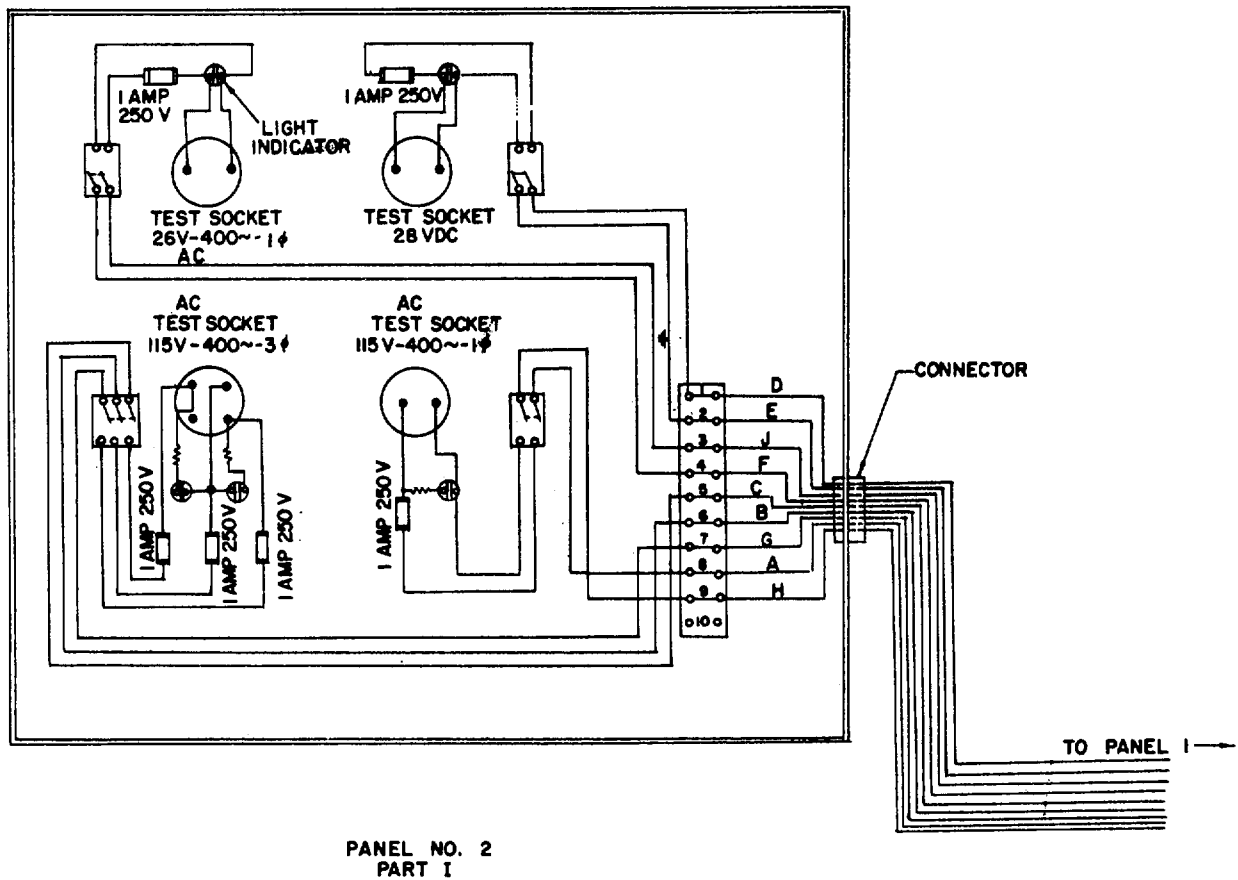 1 AMP
250 V
LIGHT
INDICATOR
1 AMP 250V
TEST SOCKET
26V-400~-1ϕ
AC
TEST SOCKET
28 VDC
AC
TEST SOCKET
115V-400~-3ϕ
AC
TEST SOCKET
115V-400~-1ϕ
1 AMP 250V
1 AMP 250V
1 AMP 250V
1 AMP 250V
1 D
2 E
3 J
4 F
5 C
6 B
7 G
8 A
9 H
10
CONNECTOR
TO PANEL 1
PANEL NO. 2
PART I